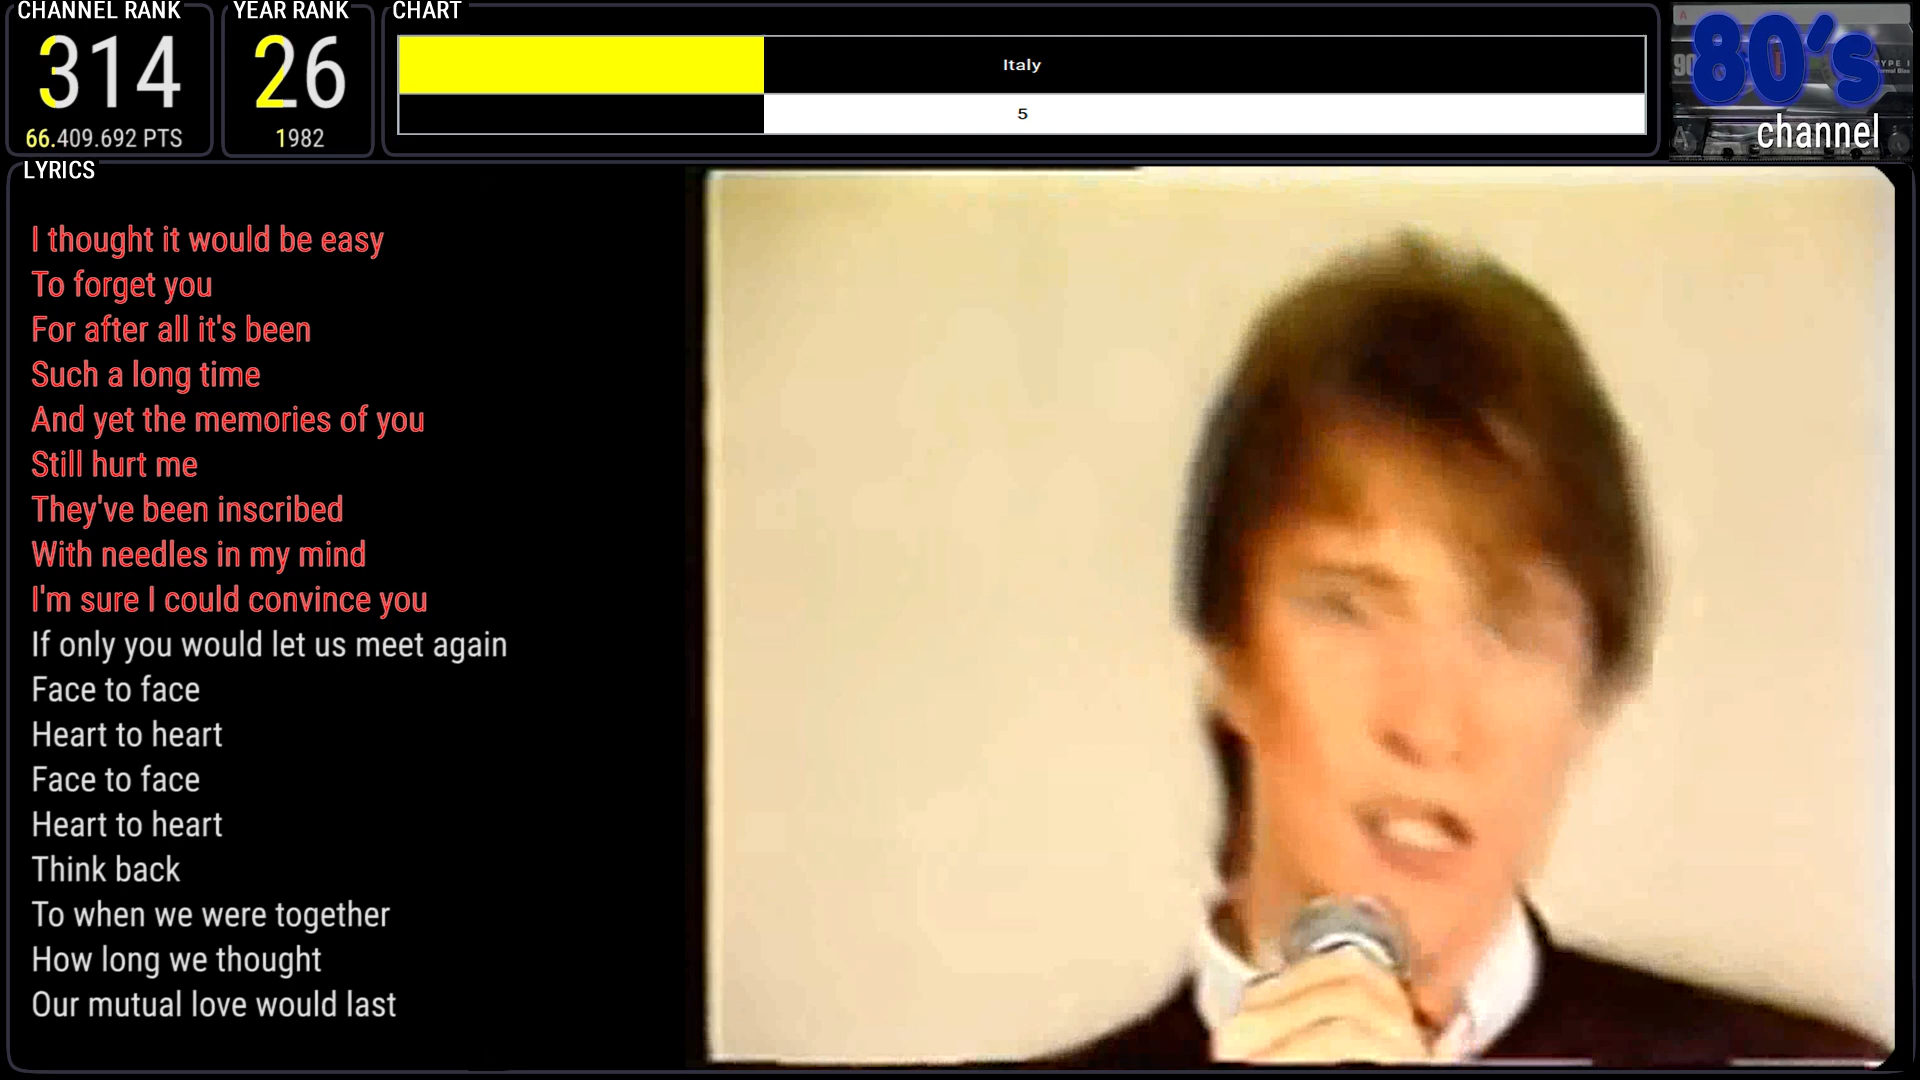 CHANNEL RANK
314
66.409.692 PTS
YEAR RANK
26
1982
CHART
Italy
5
80's
channel
LYRICS
I thought it would be easy
To forget you
For after all it's been
Such a long time
And yet the memories of you
Still hurt me
They've been inscribed
With needles in my mind
I'm sure I could convince you
If only you would let us meet again
Face to face
Heart to heart
Face to face
Heart to heart
Think back
To when we were together
How long we thought
Our mutual love would last